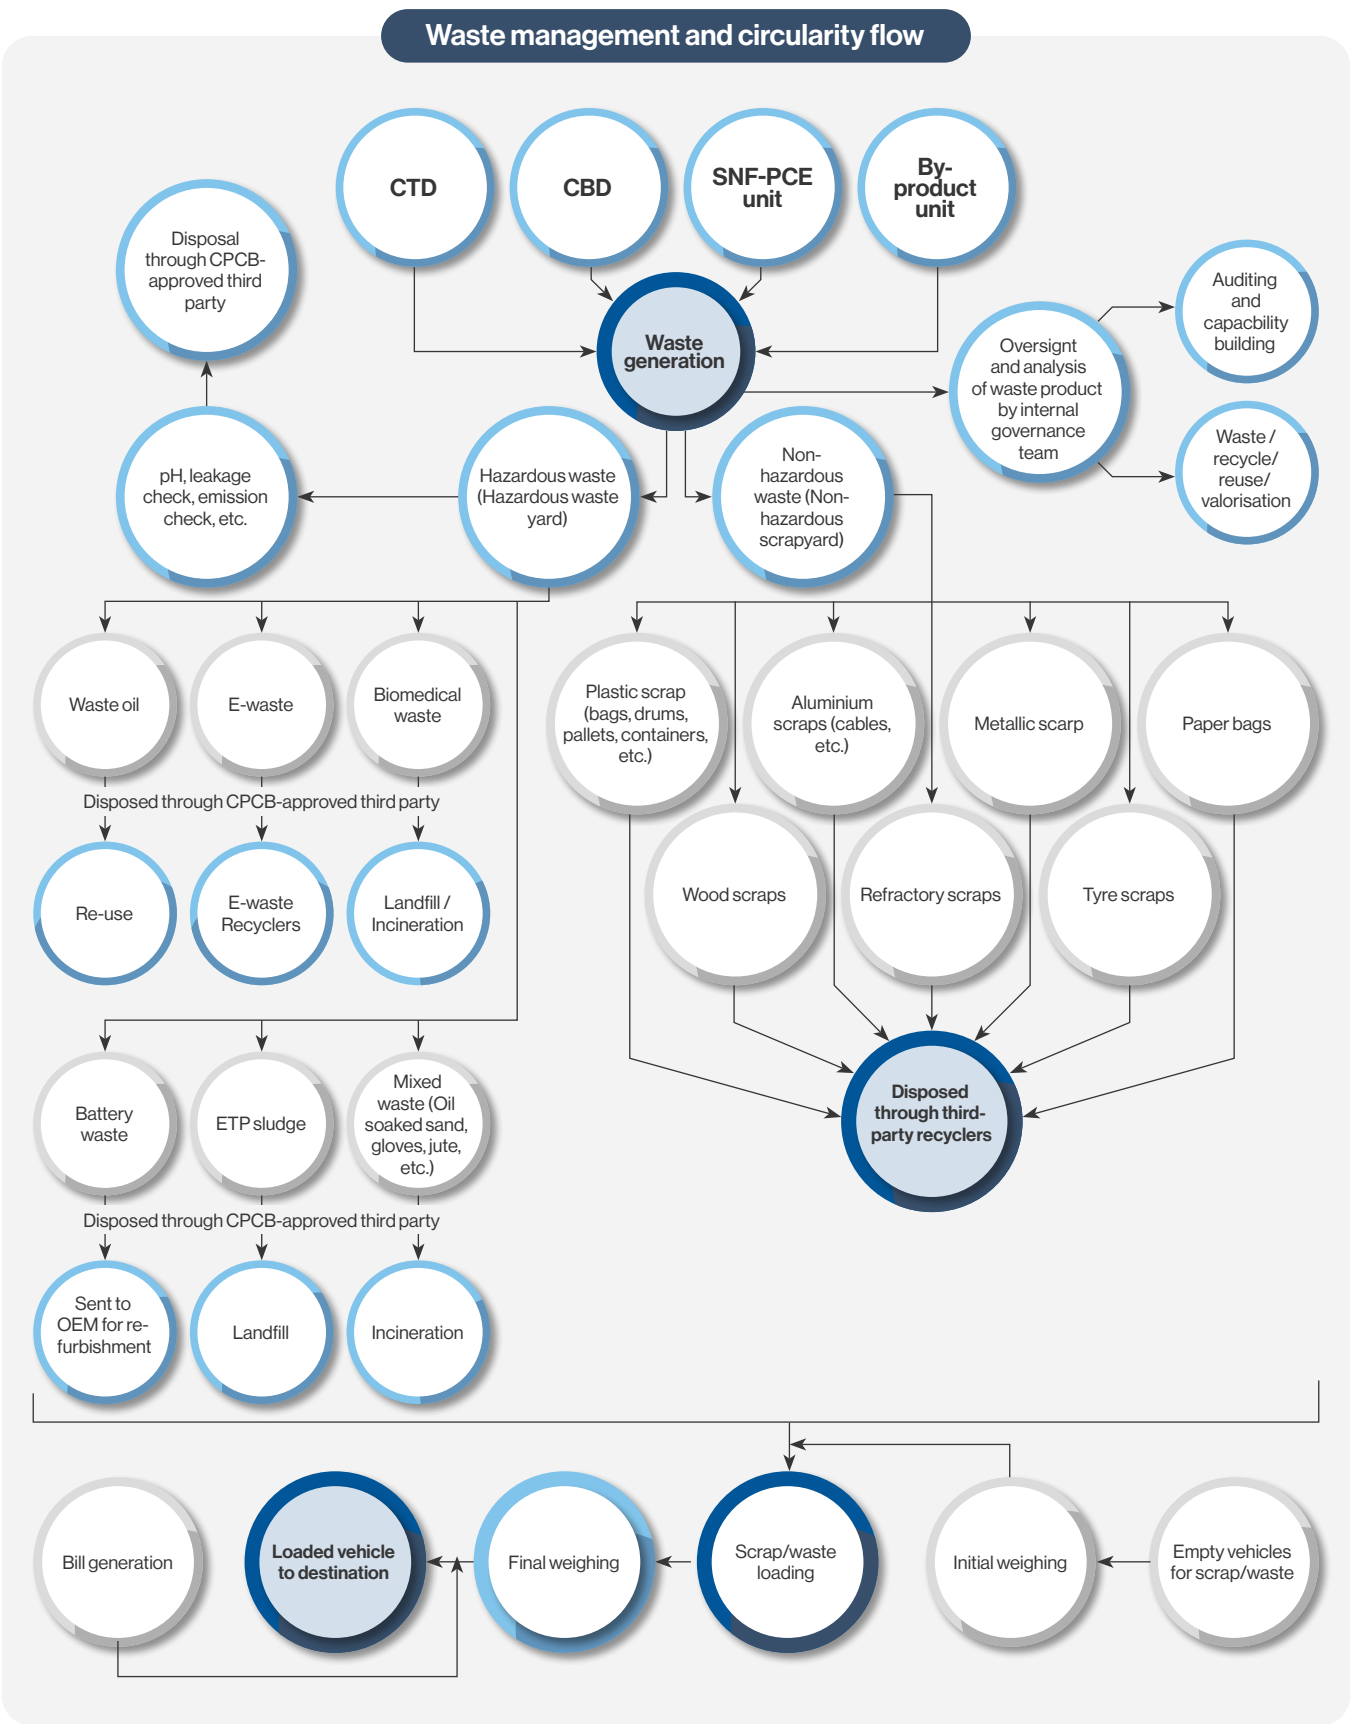 Waste management and circularity flow
CTD
CBD
SNF-PCE
unit
By-
product
unit
Disposal
through CPCB-
approved third
party
Waste
generation
Auditing
and
capacbility
building
Oversignt
and analysis
of waste product
by internal
governance
team
Waste /
recycle/
reuse/
valorisation
pH, leakage
check, emission
check, etc.
Hazardous waste
(Hazardous waste
yard)
Non-
hazardous
waste (Non-
hazardous
scrapyard)
Waste oil
E-waste
Biomedical
waste
Disposed through CPCB-approved third party
Re-use
E-waste
Recyclers
Landfill /
Incineration
Plastic scrap
(bags, drums,
pallets, containers,
etc.)
Aluminium
scraps (cables,
etc.)
Metallic scarp
Paper bags
Wood scraps
Refractory scraps
Tyre scraps
Disposed
through third-
party recyclers
Battery
waste
ETP sludge
Mixed
waste (Oil
soaked sand,
gloves, jute,
etc.)
Disposed through CPCB-approved third party
Sent to
OEM for re-
furbishment
Landfill
Incineration
Bill generation
Loaded vehicle
to destination
Final weighing
Scrap/waste
loading
Initial weighing
Empty vehicles
for scrap/waste